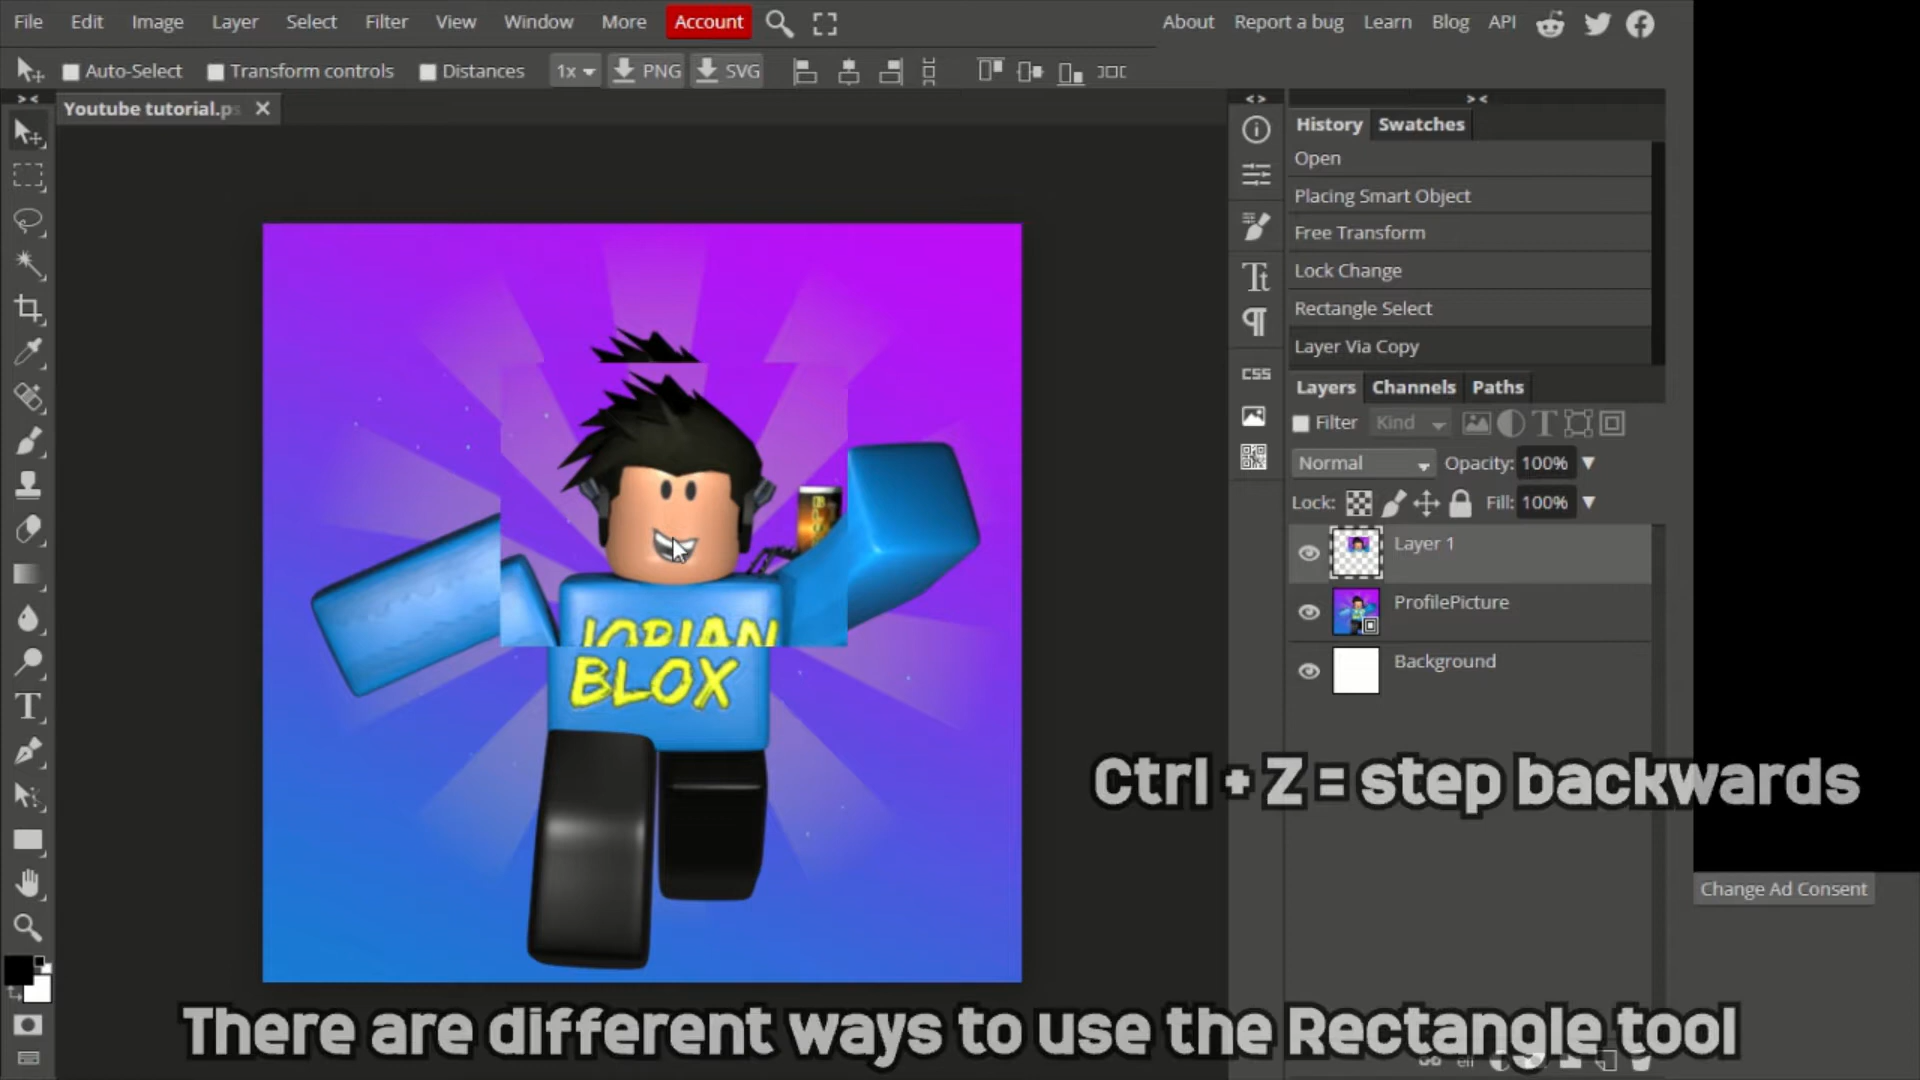 File Edit Image Layer Select Filter View Window More Account About Report a bug Learn Blog API
Auto-Select Transform controls Distances 1x PNG SVG
Youtube tutorial.ps
History Swatches
Open
Placing Smart Object
Free Transform
Lock Change
Rectangle Select
Layer Via Copy
CSS
Layers Channels Paths
Filter Kind
Normal Opacity: 100%
Lock: Fill: 100%
Layer 1
ProfilePicture
Background
JORIAN
BLOX
Ctrl + Z = step backwards
Change Ad Consent
There are different ways to use the Rectangle tool